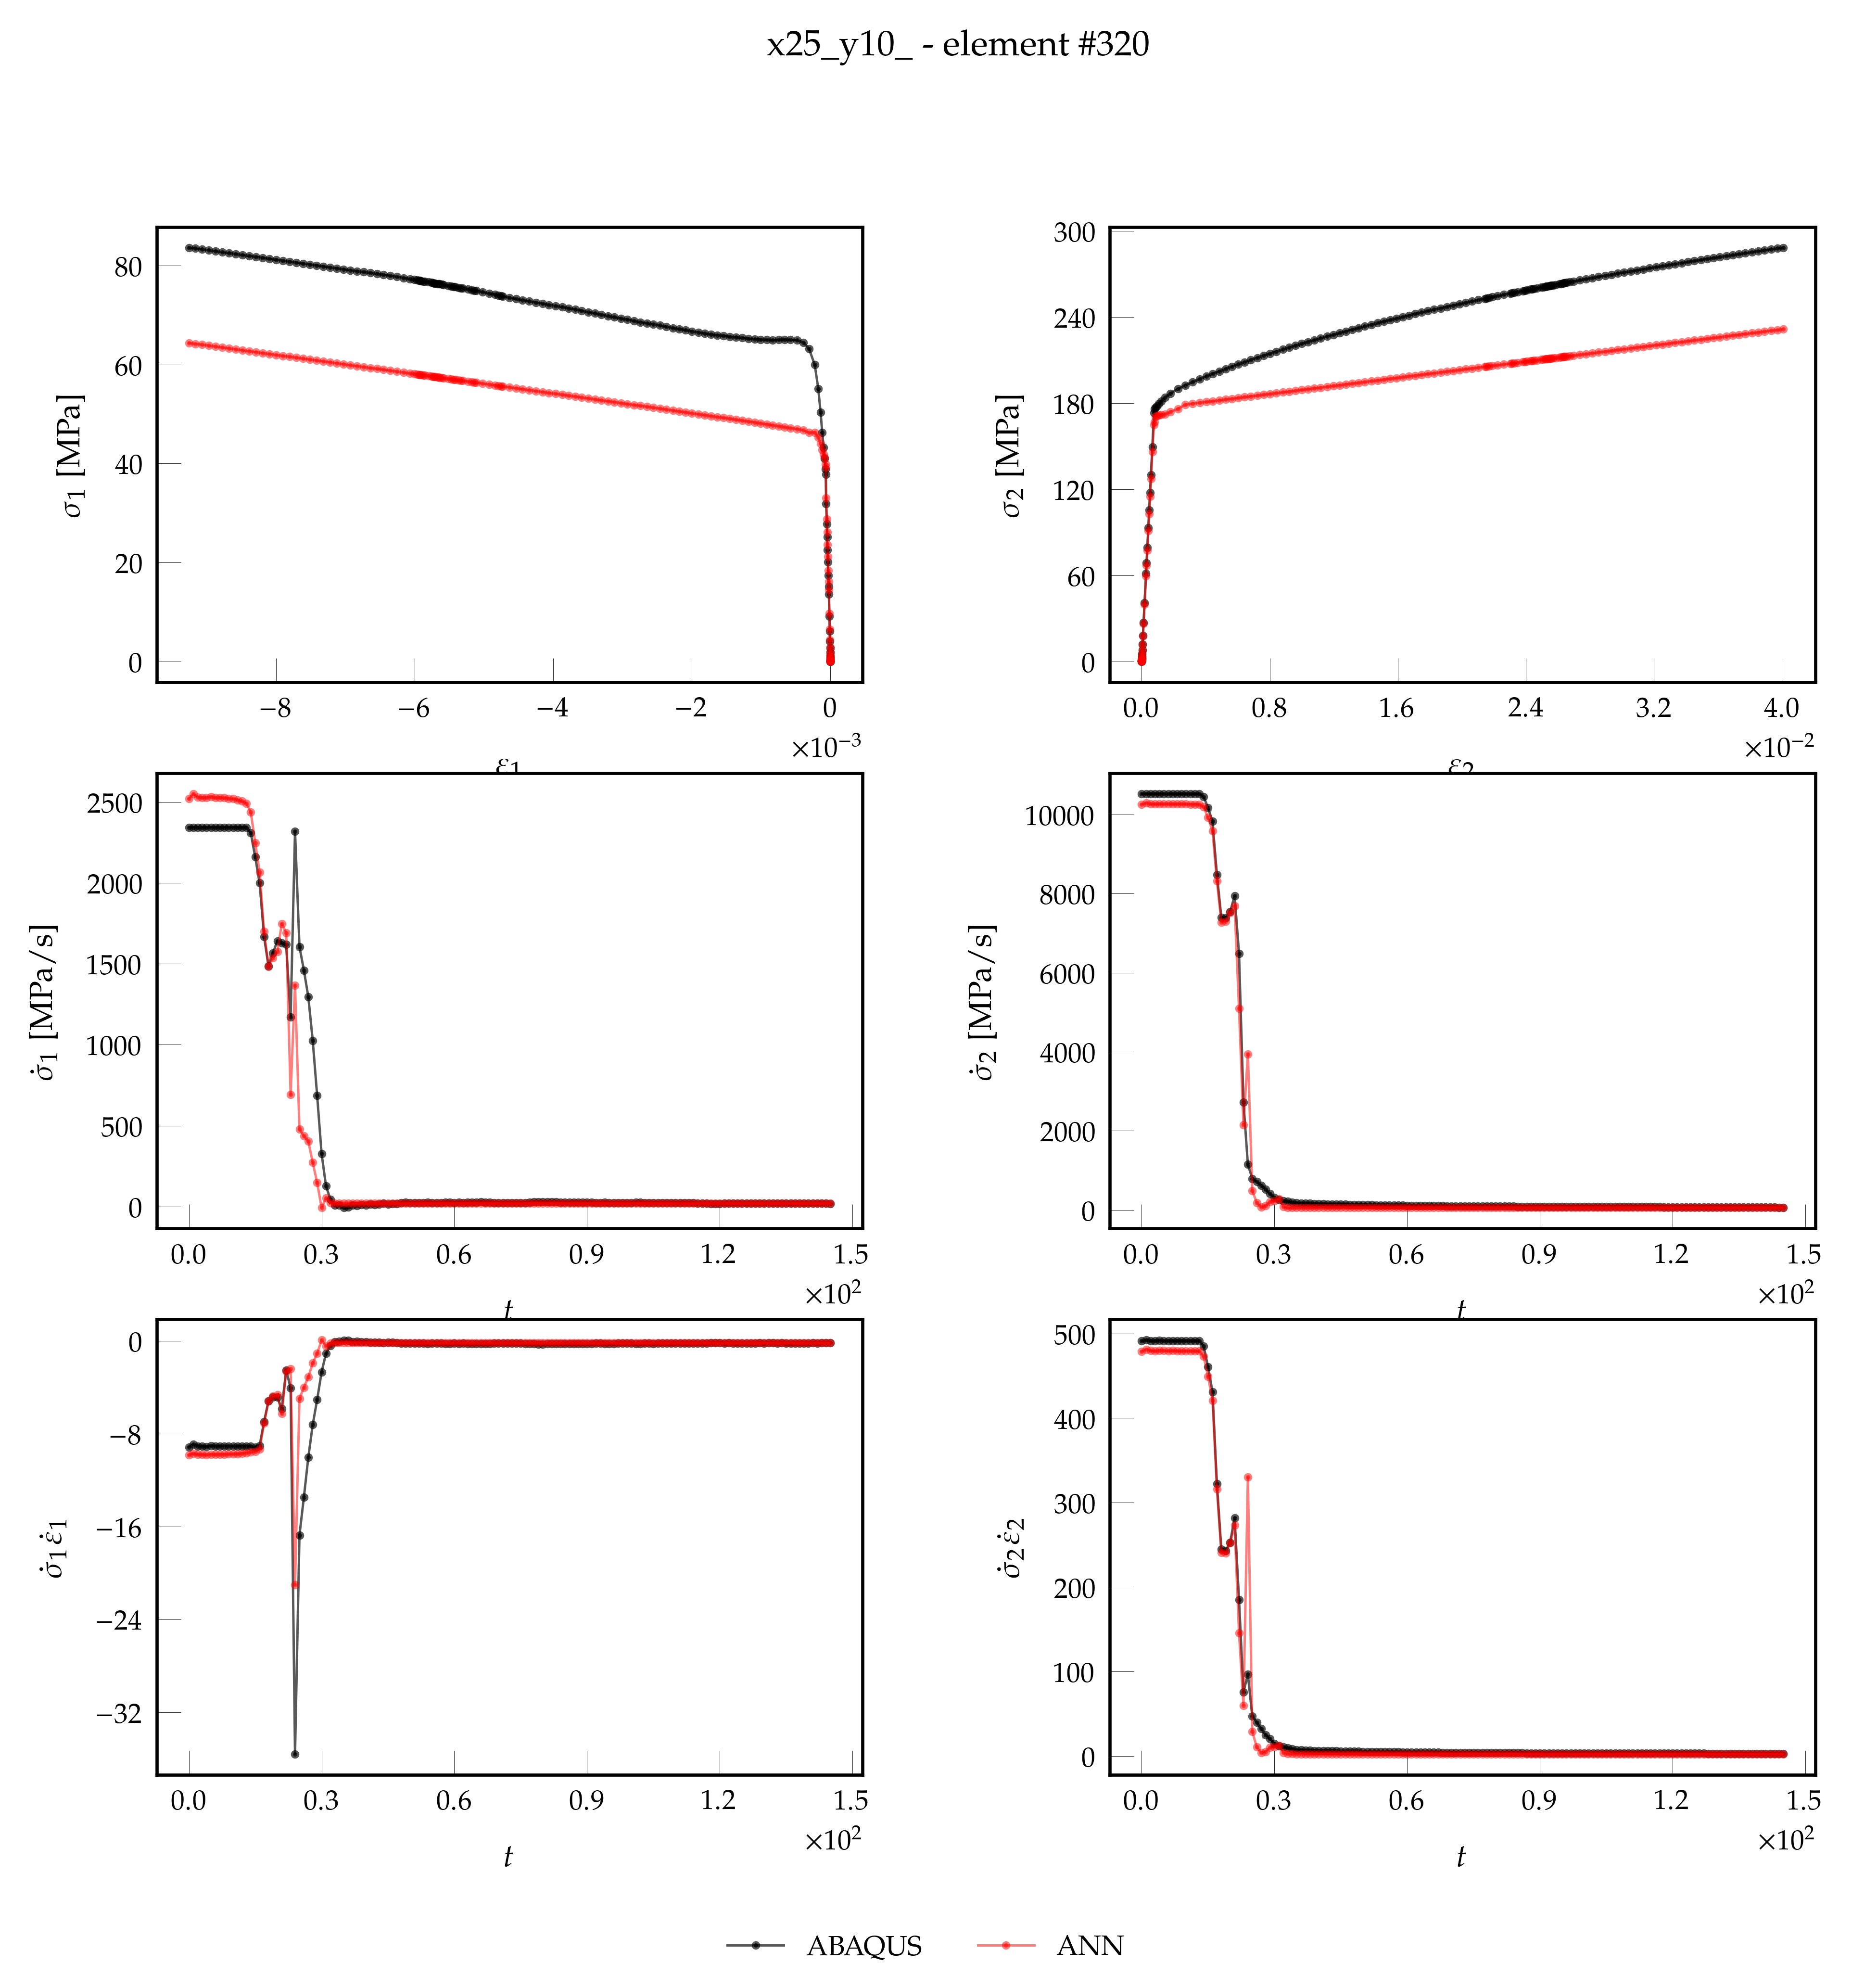 x25_y10_ - element #320
σ1 [MPa]
80
60
40
20
0
−8 −6 −4 −2 0
×10−3
ε1
σ2 [MPa]
300
240
180
120
60
0
0.0 0.8 1.6 2.4 3.2 4.0
×10−2
ε2
σ̇1 [MPa/s]
2500
2000
1500
1000
500
0
0.0 0.3 0.6 0.9 1.2 1.5
×102
t
σ̇2 [MPa/s]
10000
8000
6000
4000
2000
0
0.0 0.3 0.6 0.9 1.2 1.5
×102
t
σ̇1ε̇1
0
−8
−16
−24
−32
0.0 0.3 0.6 0.9 1.2 1.5
×102
t
σ̇2ε̇2
500
400
300
200
100
0
0.0 0.3 0.6 0.9 1.2 1.5
×102
t
ABAQUS ANN